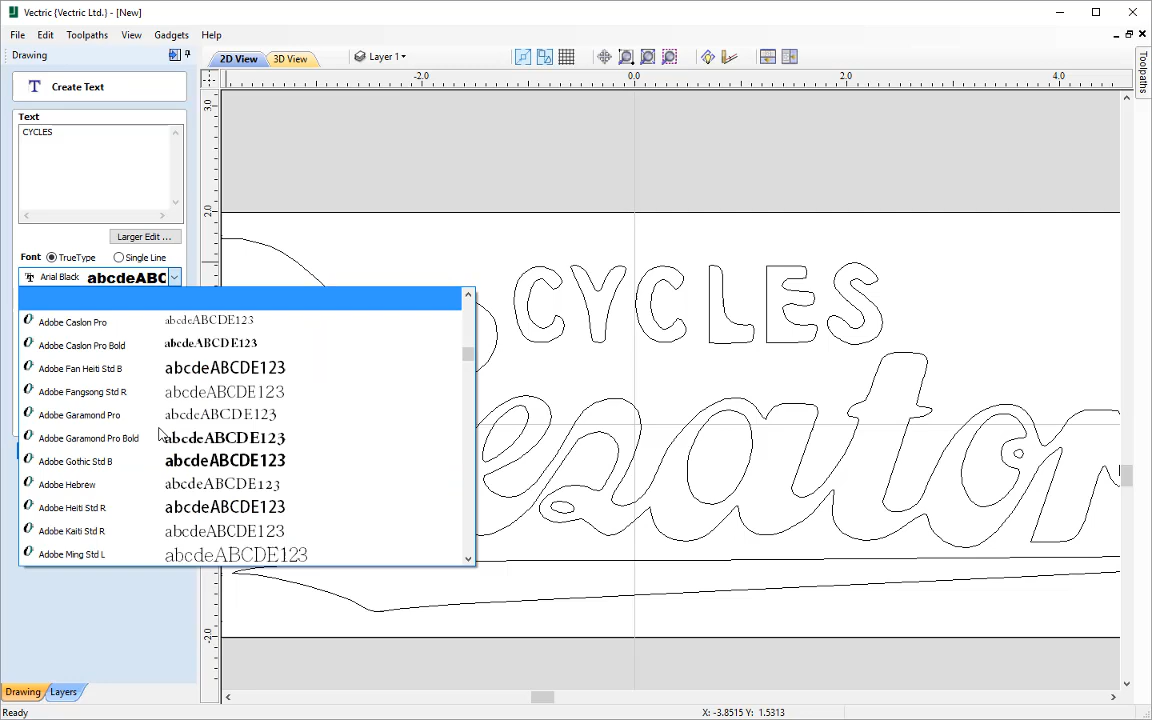 Vectric {Vectric Ltd.} - [New]
File Edit Toolpaths View Gadgets Help
Drawing
2D View 3D View Layer 1
Toolpaths
Create Text
Text
CYCLES
Larger Edit ...
Font TrueType Single Line
Arial Black abcdeABC
Adobe Caslon Pro abcdeABCDE123
Adobe Caslon Pro Bold abcdeABCDE123
Adobe Fan Heiti Std B abcdeABCDE123
Adobe Fangsong Std R abcdeABCDE123
Adobe Garamond Pro abcdeABCDE123
Adobe Garamond Pro Bold abcdeABCDE123
Adobe Gothic Std B abcdeABCDE123
Adobe Hebrew abcdeABCDE123
Adobe Heiti Std R abcdeABCDE123
Adobe Kaiti Std R abcdeABCDE123
Adobe Ming Std L abcdeABCDE123
-2.0 0.0 2.0 4.0
3.0
2.0
-2.0
CYCLES
Drawing Layers
Ready X: -3.8515 Y: 1.5313